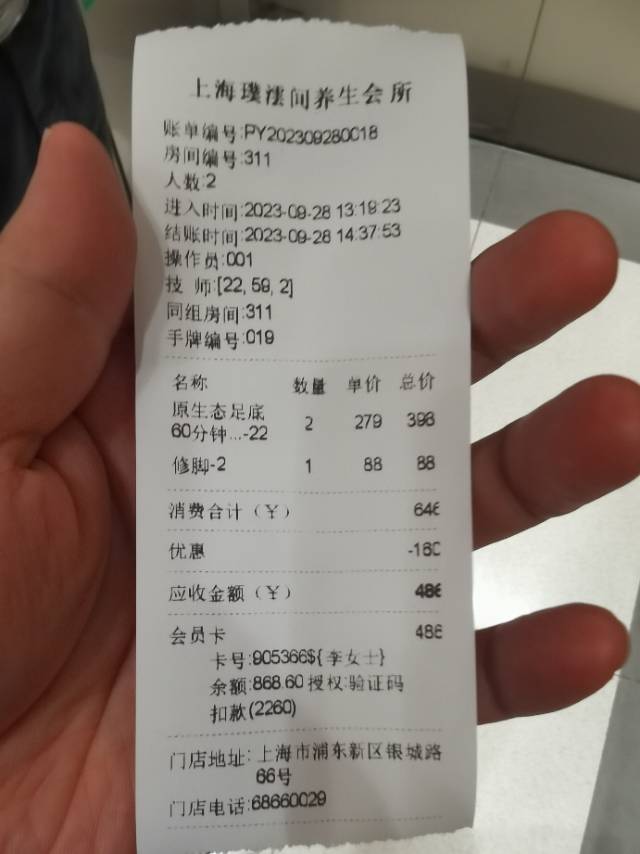 上海璞渘间养生会所
账单编号:PY202309280018
房间编号:311
人数:2
进入时间:2023-09-28 13:19:23
结账时间:2023-09-28 14:37:53
操作员:001
技 师:[22, 59, 2]
同组房间:311
手牌编号:019
名称 数量 单价 总价
原生态足底
60分钟...-22 2 279 398
修脚-2 1 88 88
消费合计（￥） 646
优惠 -160
应收金额（￥） 486
会员卡 486
卡号:905366${李女士}
余额:868.60 授权:验证码
扣款(2260)
门店地址: 上海市浦东新区银城路
66号
门店电话:68660029